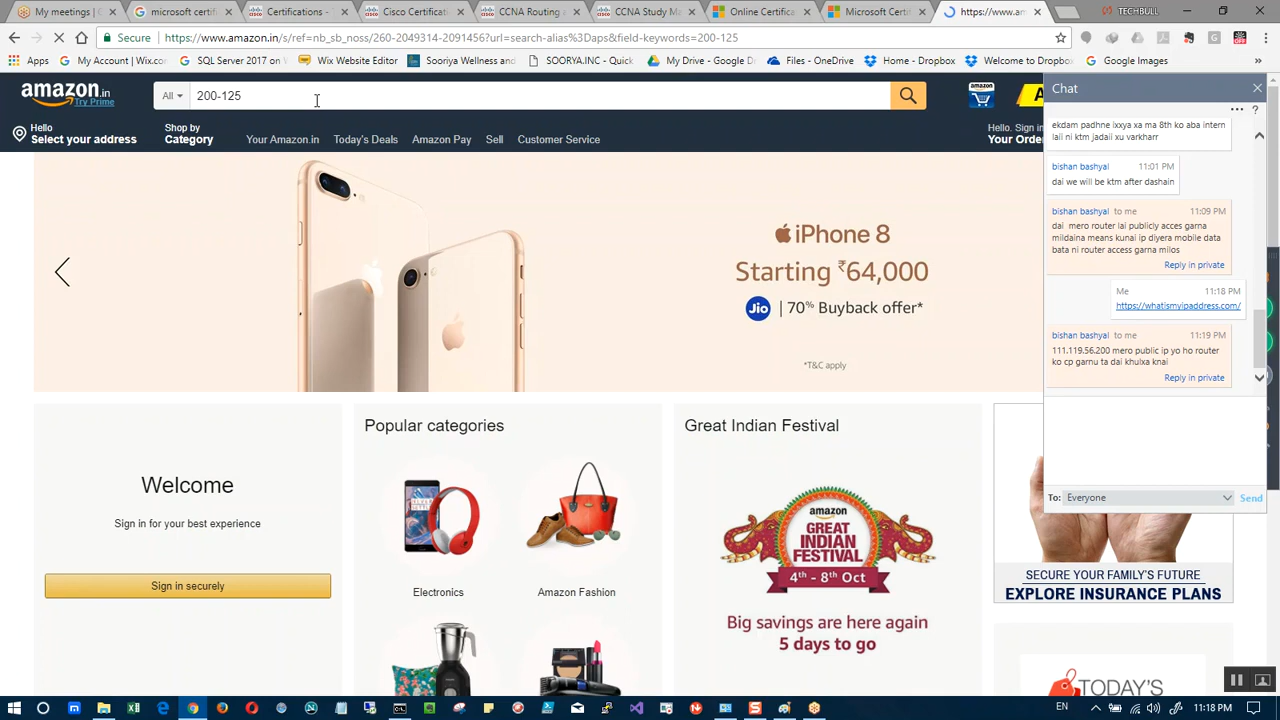 My meetings
microsoft certifi
Certifications -
Cisco Certific
CCNA Routing
CCNA Study Ma
Online Certifica
Microsoft Certif
https://www.am
TECHBULL
Secure https://www.amazon.in/s/ref=nb_sb_noss/260-2049314-2091456?url=search-alias%3Daps&field-keywords=200-125
Apps
My Account | Wincor
SQL Server 2017 in
Wix Website Editor
Sooriya Wellness and
SOORYA.INC - Quick
My Drive - Google D
Files - OneDrive
Home - Dropbox
Overview - Dropbox
Google Images
amazon.in
Try Prime
All
200-125
Hello
Select your address
Shop by
Category
Your Amazon.in
Today's Deals
Amazon Pay
Sell
Customer Service
Hello. Sign in
Your Orders
iPhone 8
Starting ₹64,000
Jio | 70% Buyback offer*
*T&C apply
Welcome
Sign in for your best experience
Sign in securely
Popular categories
Electronics
Amazon Fashion
Great Indian Festival
amazon
GREAT
INDIAN
FESTIVAL
4th - 8th Oct
Big savings are here again
5 days to go
SECURE YOUR FAMILY'S FUTURE
EXPLORE INSURANCE PLANS
TODAY'S
Chat
ekdam padhne ixxya xa ma 8th ko aba intern
laii ni ktm jadaii xu varkharr
bishan bashyal 11:01 PM
dai we will be ktm after dashain
bishan bashyal to me 11:09 PM
dai mero router lai publicly acces garna
mildaina means kunai ip diyera mobile data
bata ni router access garna milos
Reply in private
Me 11:18 PM
https://whatismyipaddress.com/
bishan bashyal to me 11:19 PM
111.119.56.200 mero public ip yo ho router
ko cp garnu ta dai khulxa knai
Reply in private
To: Everyone
Send
EN
11:18 PM